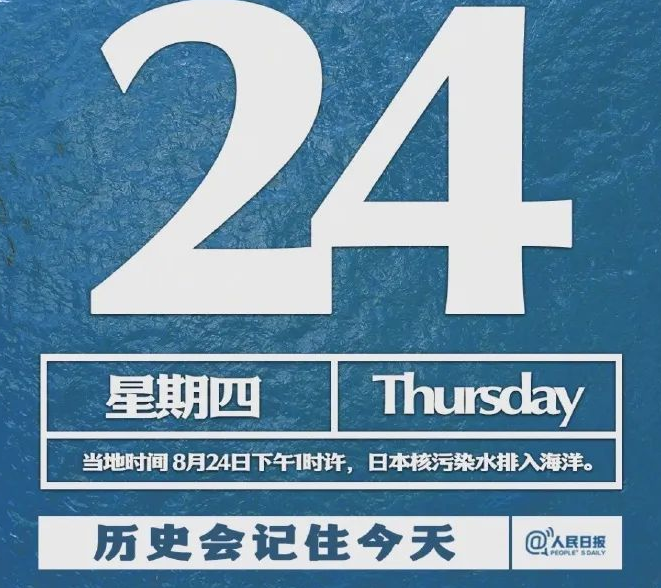 24
星期四 Thursday
当地时间 8月24日下午1时许，日本核污染水排入海洋。
历史会记住今天
@人民日报
PEOPLE'S DAILY